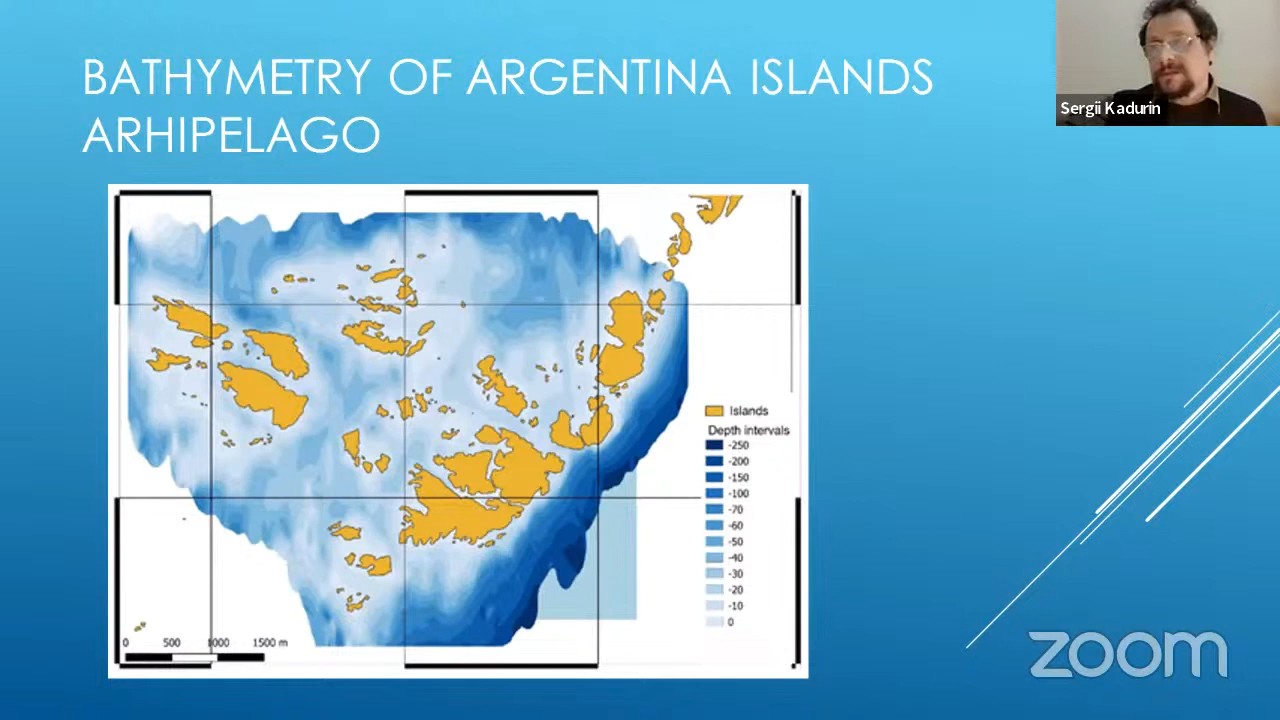 BATHYMETRY OF ARGENTINA ISLANDS
ARHIPELAGO
Sergii Kadurin
Islands
Depth intervals
-250
-200
-150
-100
-70
-60
-50
-40
-30
-20
-10
0
0 500 1000 1500 m
zoom